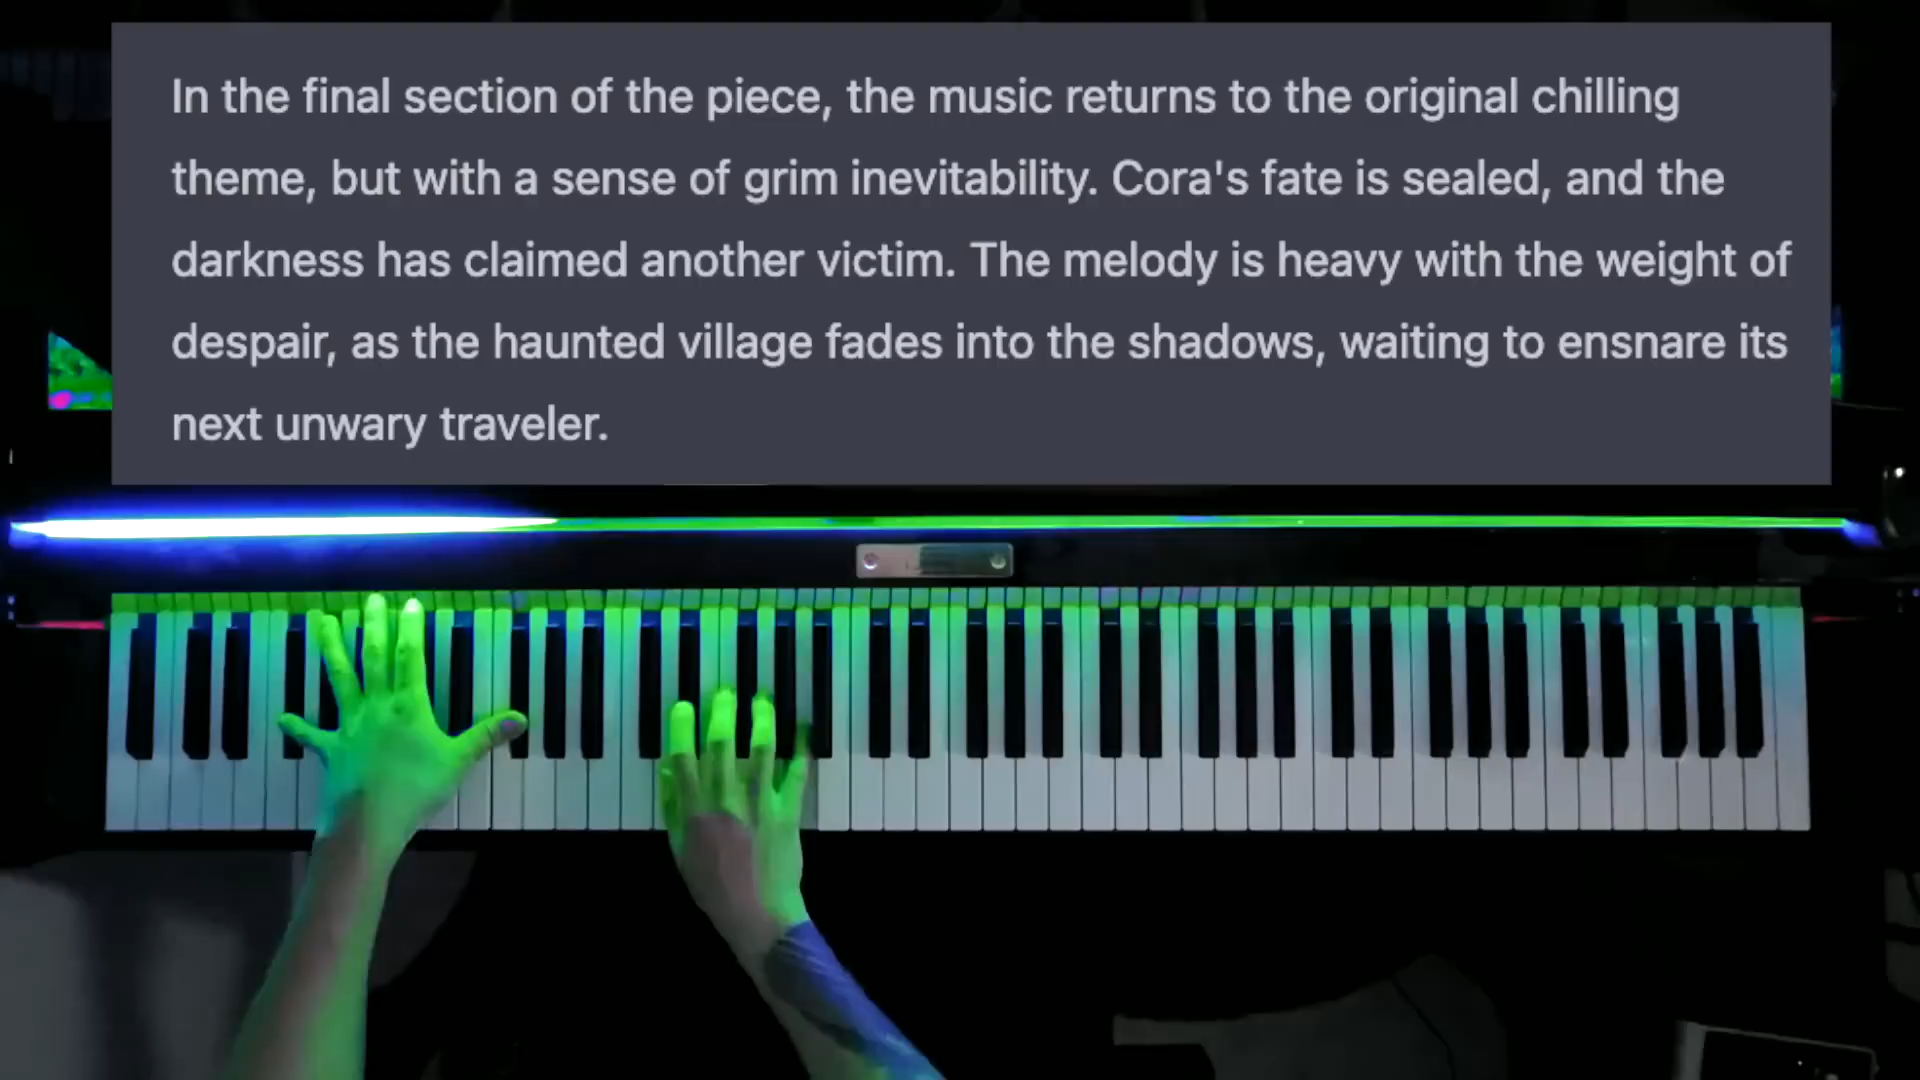 In the final section of the piece, the music returns to the original chilling
theme, but with a sense of grim inevitability. Cora's fate is sealed, and the
darkness has claimed another victim. The melody is heavy with the weight of
despair, as the haunted village fades into the shadows, waiting to ensnare its
next unwary traveler.